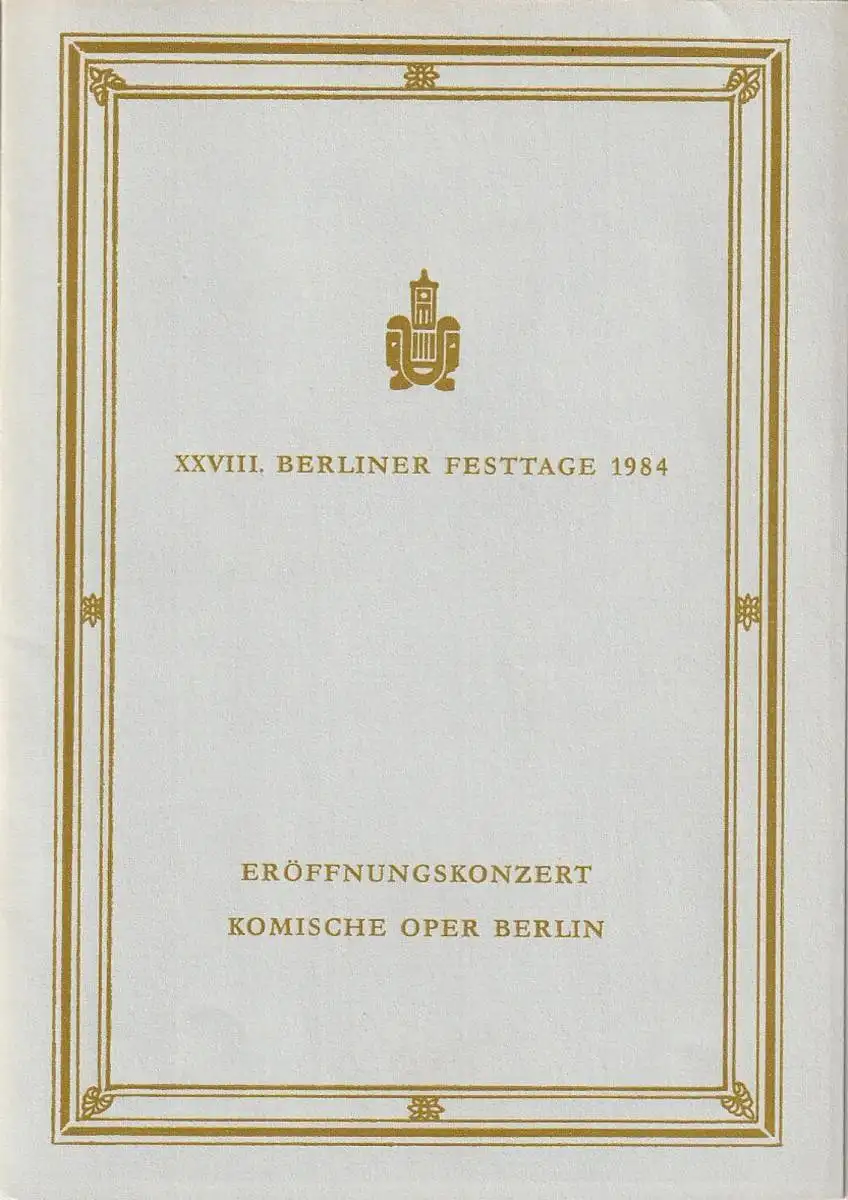 XXVIII. BERLINER FESTTAGE 1984
ERÖFFNUNGSKONZERT
KOMISCHE OPER BERLIN